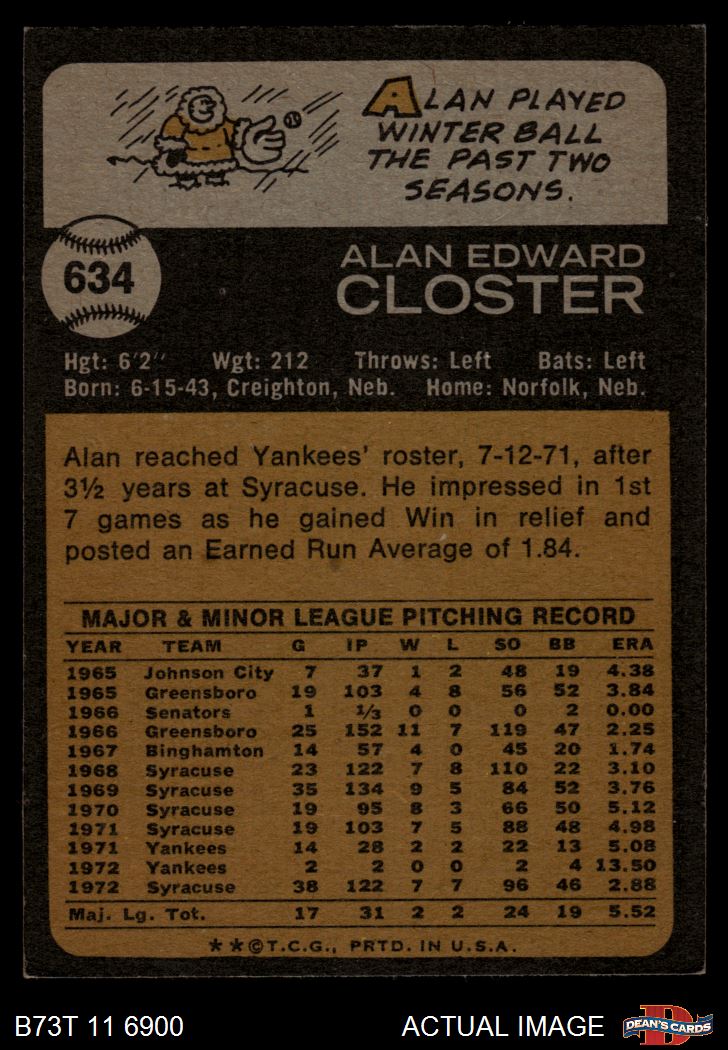 ALAN PLAYED
WINTER BALL
THE PAST TWO
SEASONS.
634
ALAN EDWARD
CLOSTER
Hgt: 6'2" Wgt: 212 Throws: Left Bats: Left
Born: 6-15-43, Creighton, Neb. Home: Norfolk, Neb.
Alan reached Yankees' roster, 7-12-71, after
3½ years at Syracuse. He impressed in 1st
7 games as he gained Win in relief and
posted an Earned Run Average of 1.84.
MAJOR & MINOR LEAGUE PITCHING RECORD
YEAR TEAM G IP W L SO BB ERA
1965 Johnson City 7 37 1 2 48 19 4.38
1965 Greensboro 19 103 4 8 56 52 3.84
1966 Senators 1 1/3 0 0 0 2 0.00
1966 Greensboro 25 152 11 7 119 47 2.25
1967 Binghamton 14 57 4 0 45 20 1.74
1968 Syracuse 23 122 7 8 110 22 3.10
1969 Syracuse 35 134 9 5 84 52 3.76
1970 Syracuse 19 95 8 3 66 50 5.12
1971 Syracuse 19 103 7 5 88 48 4.98
1971 Yankees 14 28 2 2 22 13 5.08
1972 Yankees 2 2 0 0 2 4 13.50
1972 Syracuse 38 122 7 7 96 46 2.88
Maj. Lg. Tot. 17 31 2 2 24 19 5.52
★★©T.C.G., PRTD. IN U.S.A.
B73T 11 6900 ACTUAL IMAGE
D
DEAN'S CARDS